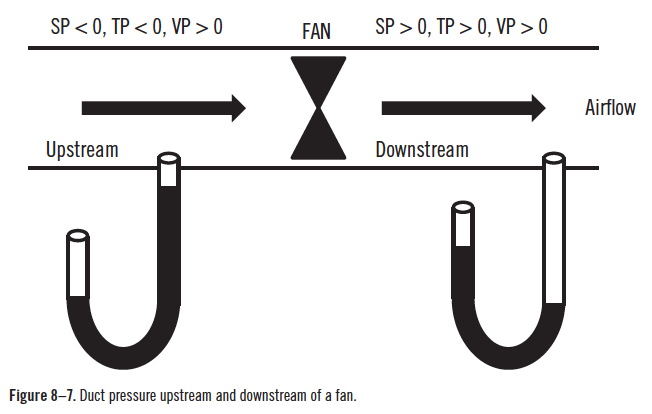 SP < 0, TP < 0, VP > 0
FAN
SP > 0, TP > 0, VP > 0
Airflow
Upstream
Downstream
Figure 8–7. Duct pressure upstream and downstream of a fan.